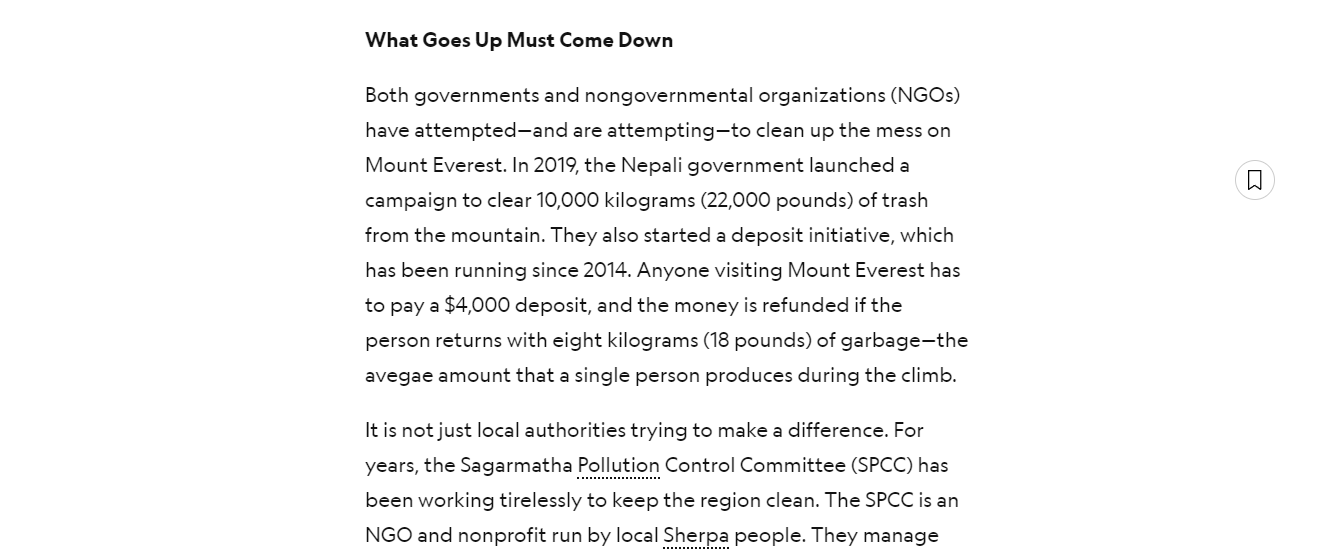 What Goes Up Must Come Down
Both governments and nongovernmental organizations (NGOs)
have attempted—and are attempting—to clean up the mess on
Mount Everest. In 2019, the Nepali government launched a
campaign to clear 10,000 kilograms (22,000 pounds) of trash
from the mountain. They also started a deposit initiative, which
has been running since 2014. Anyone visiting Mount Everest has
to pay a $4,000 deposit, and the money is refunded if the
person returns with eight kilograms (18 pounds) of garbage—the
avegae amount that a single person produces during the climb.
It is not just local authorities trying to make a difference. For
years, the Sagarmatha Pollution Control Committee (SPCC) has
been working tirelessly to keep the region clean. The SPCC is an
NGO and nonprofit run by local Sherpa people. They manage